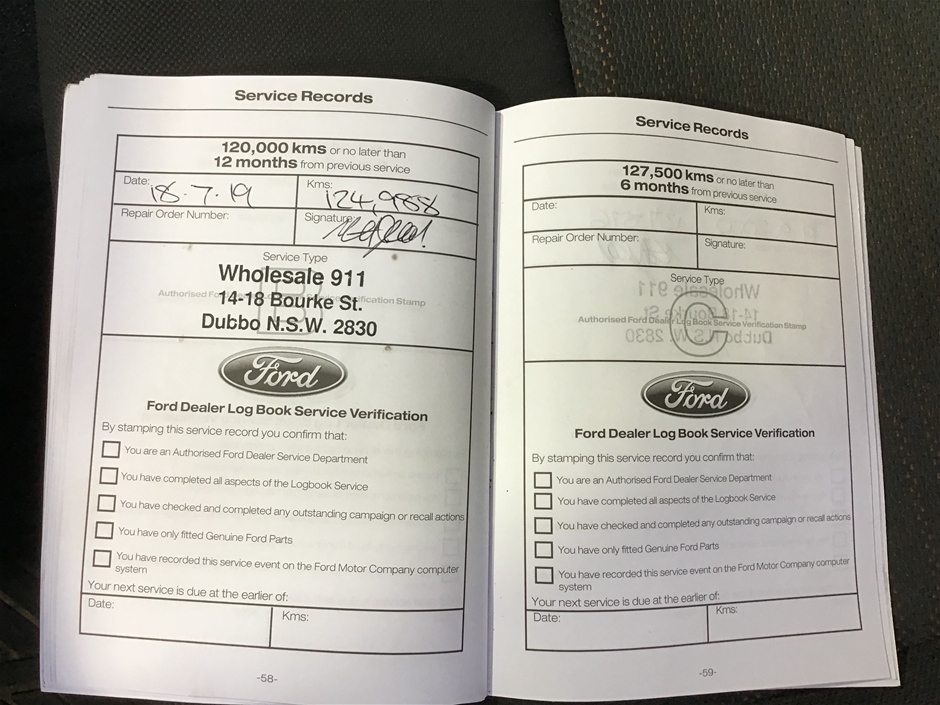 Service Records
120,000 kms or no later than
12 months from previous service
Date: 18.7.19
Kms: 124,988
Repair Order Number:
Signature:
Service Type
B
Authorised Ford Dealer Log Book Service Verification Stamp
Wholesale 911
14-18 Bourke St.
Dubbo N.S.W. 2830
Ford
Ford Dealer Log Book Service Verification
By stamping this service record you confirm that:
You are an Authorised Ford Dealer Service Department
You have completed all aspects of the Logbook Service
You have checked and completed any outstanding campaign or recall actions
You have only fitted Genuine Ford Parts
You have recorded this service event on the Ford Motor Company computer
system
Your next service is due at the earlier of:
Date:
Kms:
-58-
Service Records
127,500 kms or no later than
6 months from previous service
Date:
Kms:
Repair Order Number:
Signature:
Service Type
C
Authorised Ford Dealer Log Book Service Verification Stamp
Ford
Ford Dealer Log Book Service Verification
By stamping this service record you confirm that:
You are an Authorised Ford Dealer Service Department
You have completed all aspects of the Logbook Service
You have checked and completed any outstanding campaign or recall actions
You have only fitted Genuine Ford Parts
You have recorded this service event on the Ford Motor Company computer
system
Your next service is due at the earlier of:
Date:
Kms:
-59-